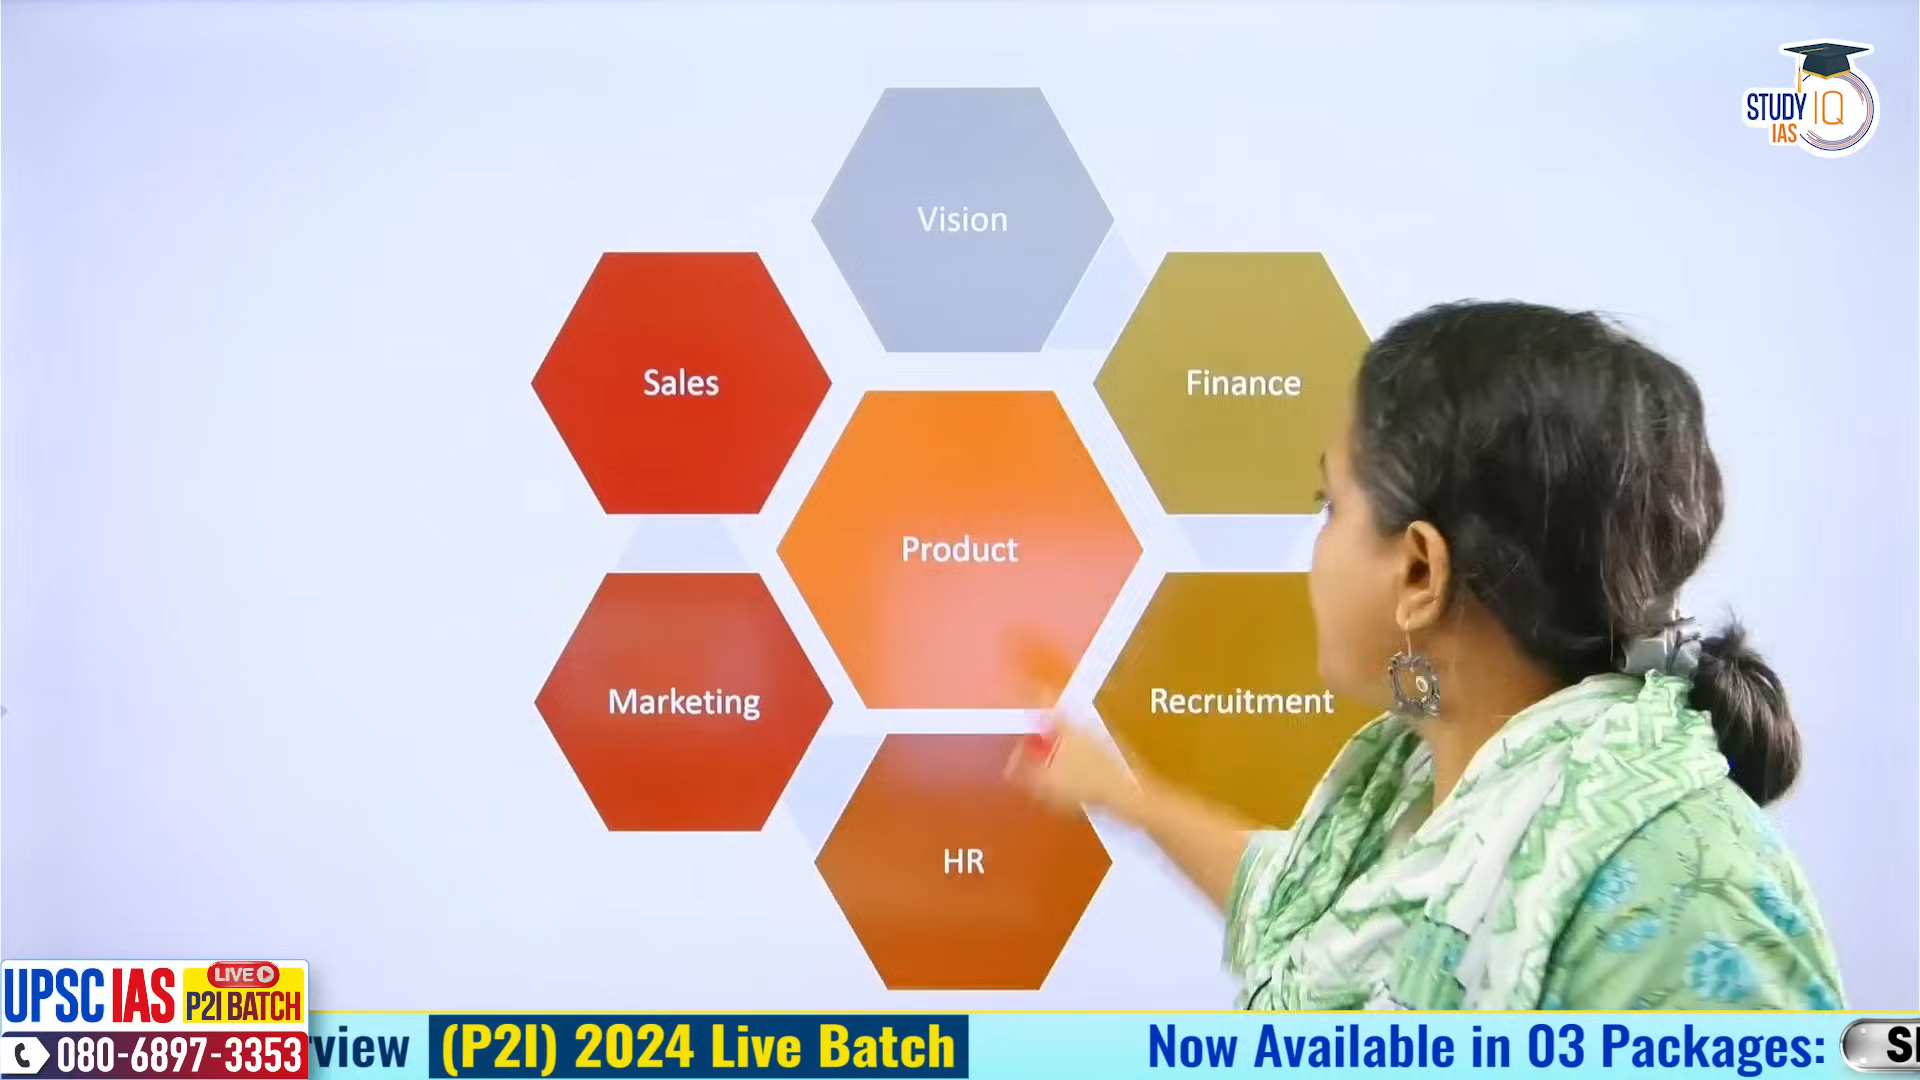 STUDY IQ
IAS
Vision
Sales
Finance
Product
Marketing
Recruitment
HR
UPSC IAS
LIVE
P2I BATCH
080-6897-3353
rview
(P2I) 2024 Live Batch
Now Available in 03 Packages: